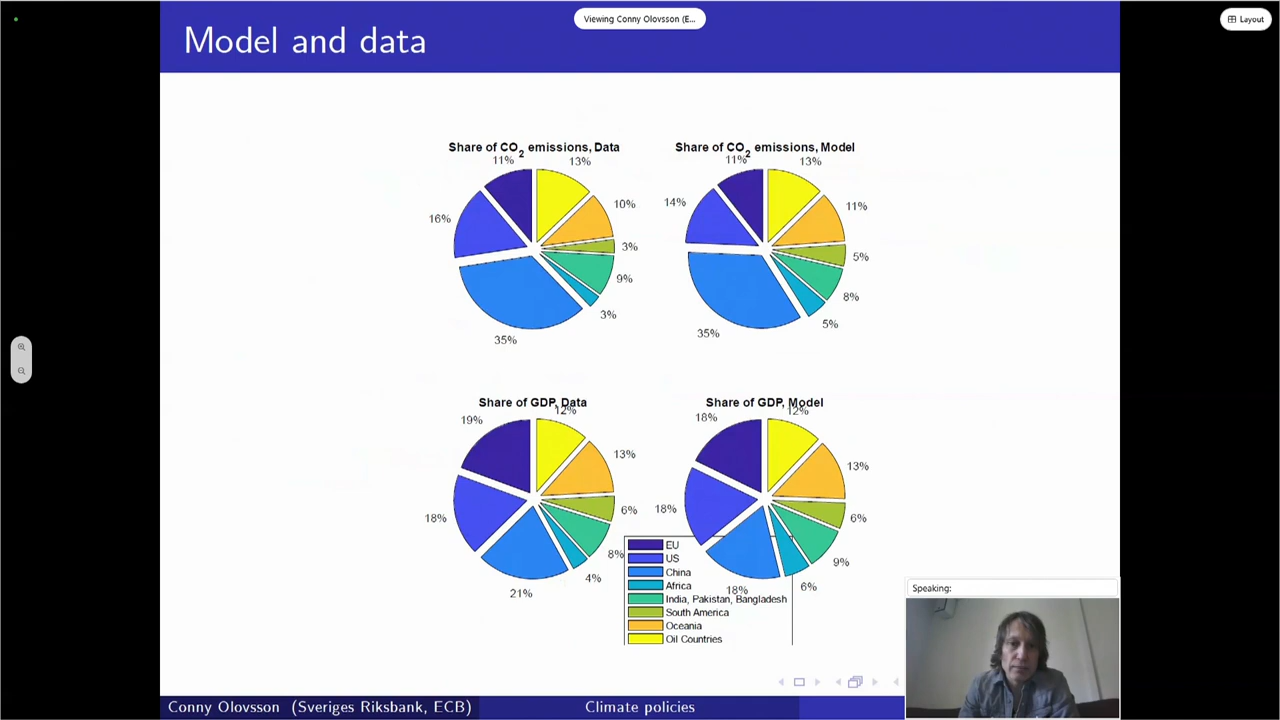 Viewing Conny Olovsson (E...
Layout
Model and data
Share of CO2 emissions, Data
11%
13%
16%
10%
3%
9%
3%
35%
Share of CO2 emissions, Model
11%
13%
14%
11%
5%
8%
5%
35%
Share of GDP, Data
12%
19%
13%
18%
6%
8%
4%
21%
Share of GDP, Model
12%
18%
13%
18%
6%
9%
6%
18%
EU
US
China
Africa
India, Pakistan, Bangladesh
South America
Oceania
Oil Countries
Speaking:
Conny Olovsson (Sveriges Riksbank, ECB)
Climate policies